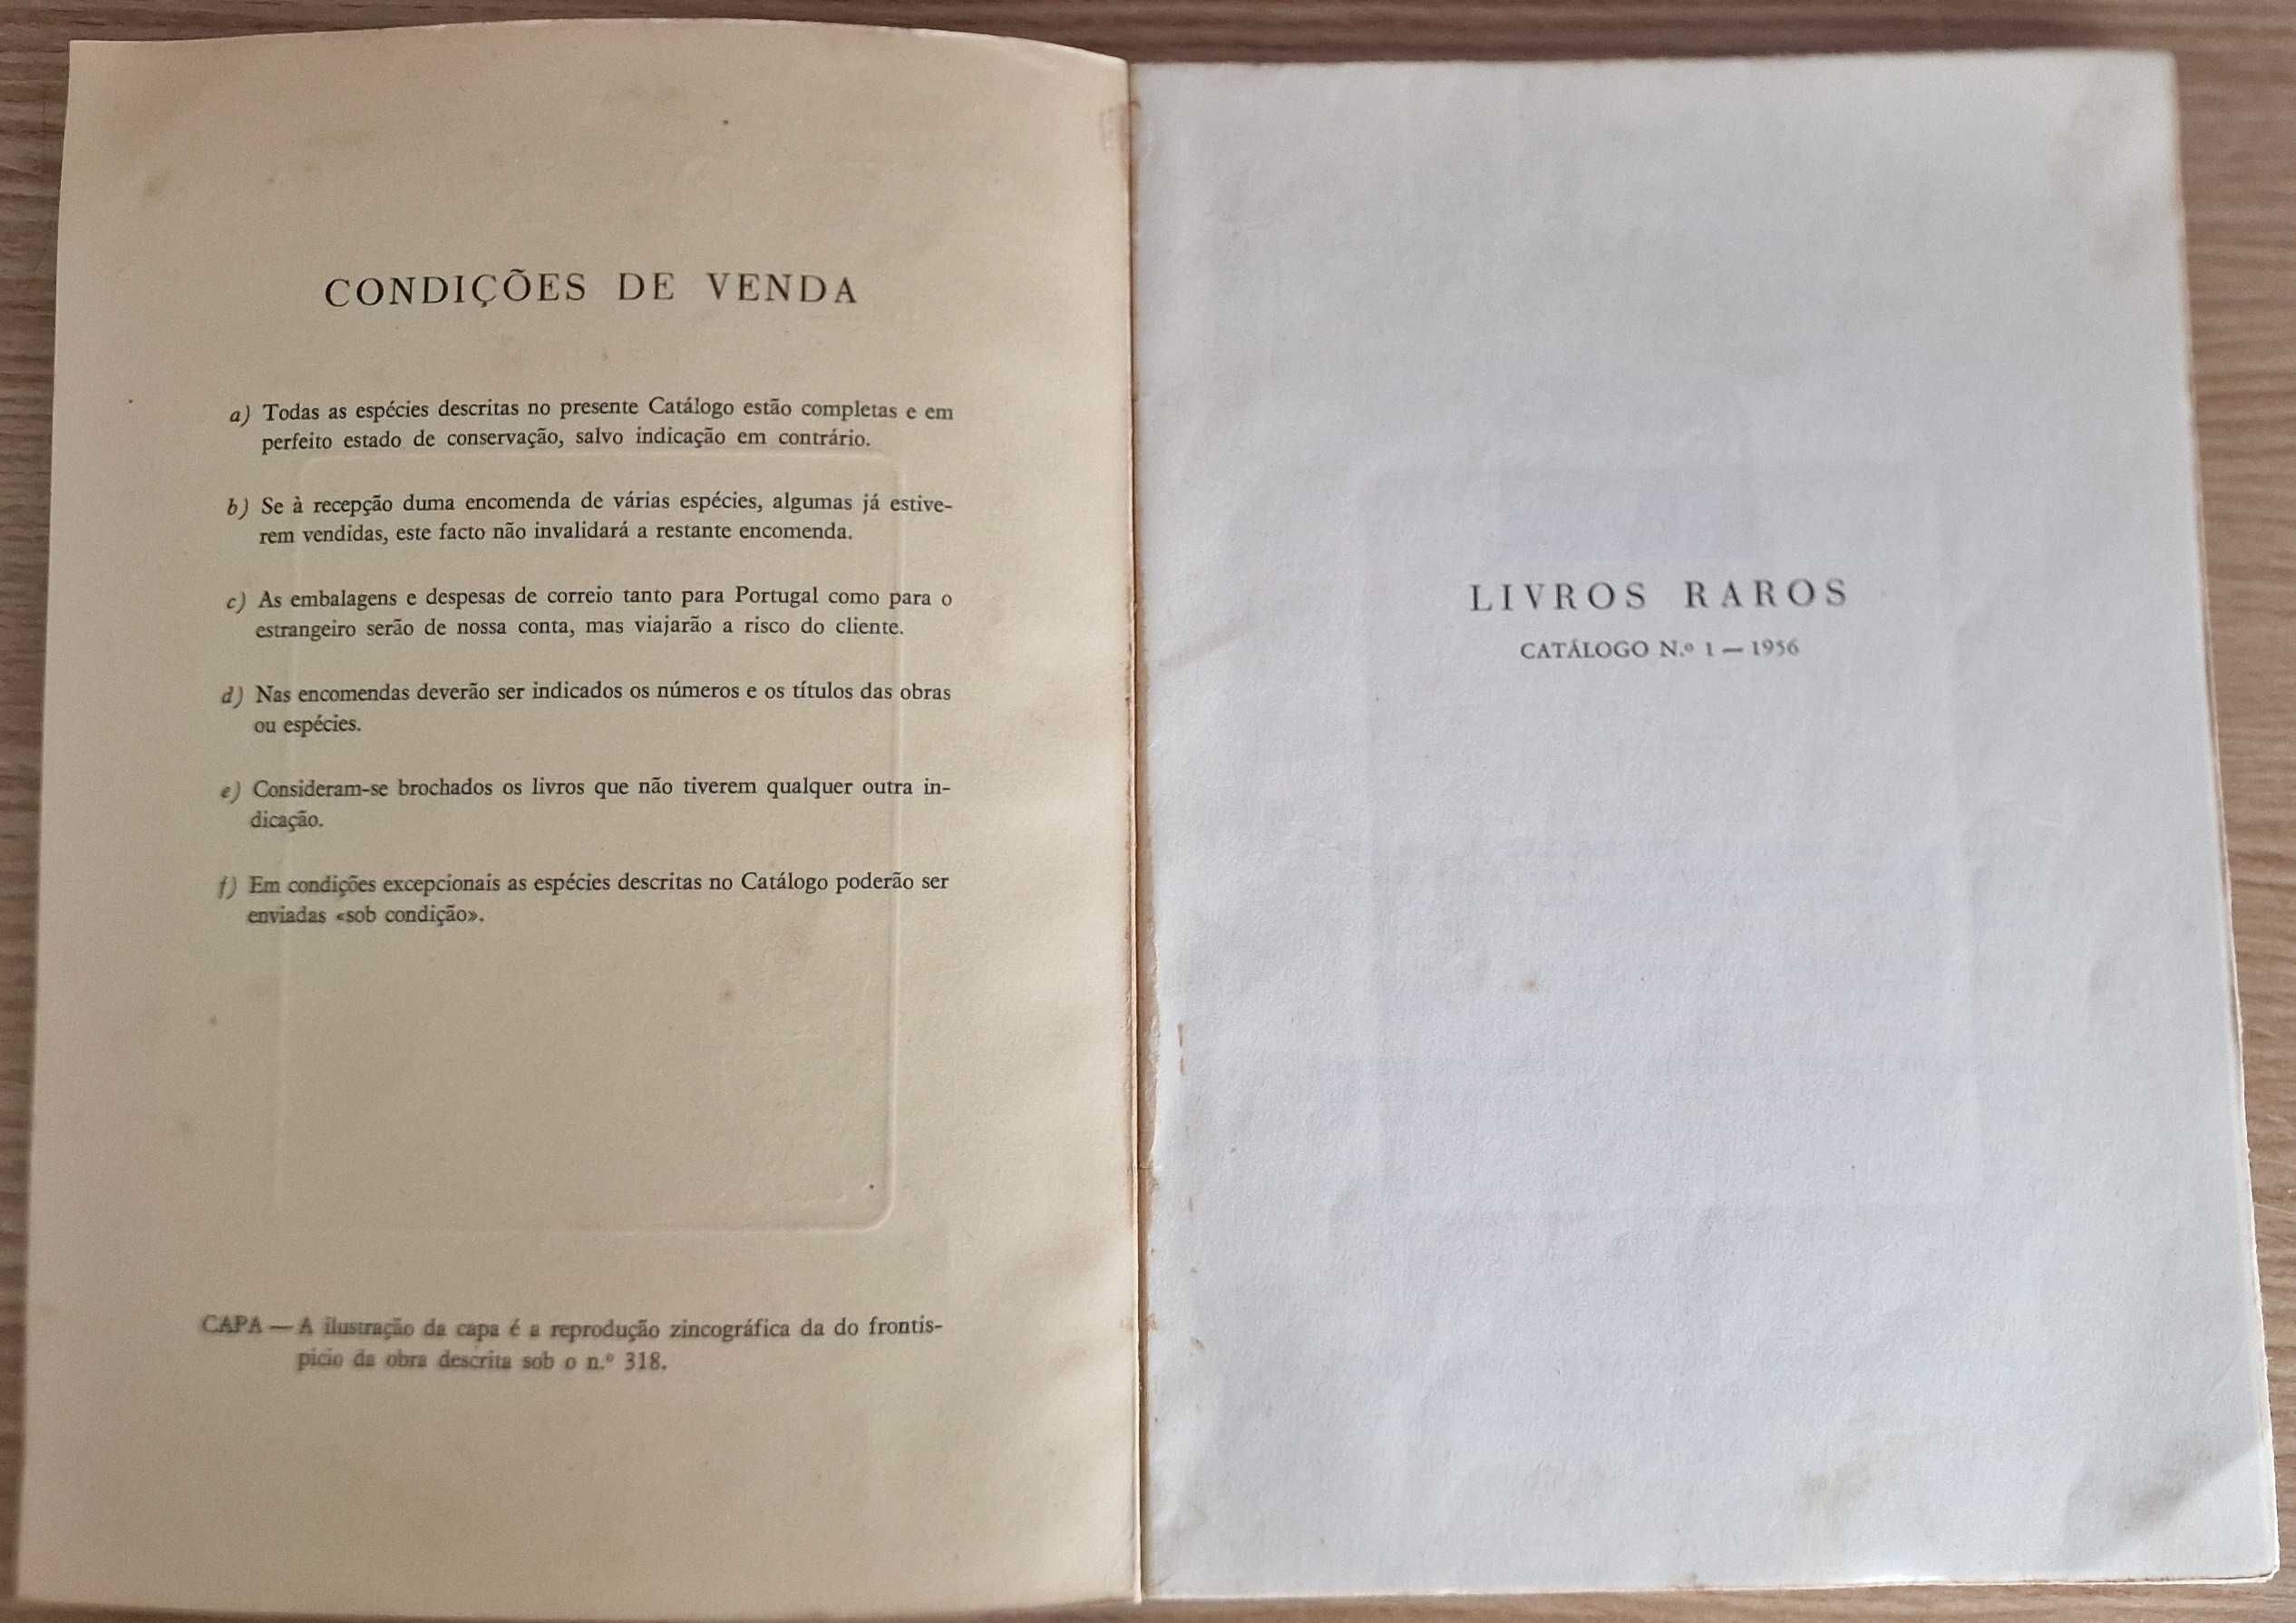 CONDIÇÕES DE VENDA
a) Todas as espécies descritas no presente Catálogo estão completas e em
perfeito estado de conservação, salvo indicação em contrário.
b) Se à recepção duma encomenda de várias espécies, algumas já estive-
rem vendidas, este facto não invalidará a restante encomenda.
c) As embalagens e despesas de correio tanto para Portugal como para o
estrangeiro serão de nossa conta, mas viajarão a risco do cliente.
d) Nas encomendas deverão ser indicados os números e os títulos das obras
ou espécies.
e) Consideram-se brochados os livros que não tiverem qualquer outra in-
dicação.
f) Em condições excepcionais as espécies descritas no Catálogo poderão ser
enviadas «sob condição».
CAPA — A ilustração da capa é a reprodução zincográfica da do frontis-
pício da obra descrita sob o n.º 318.
LIVROS RAROS
CATÁLOGO N.º 1 — 1956